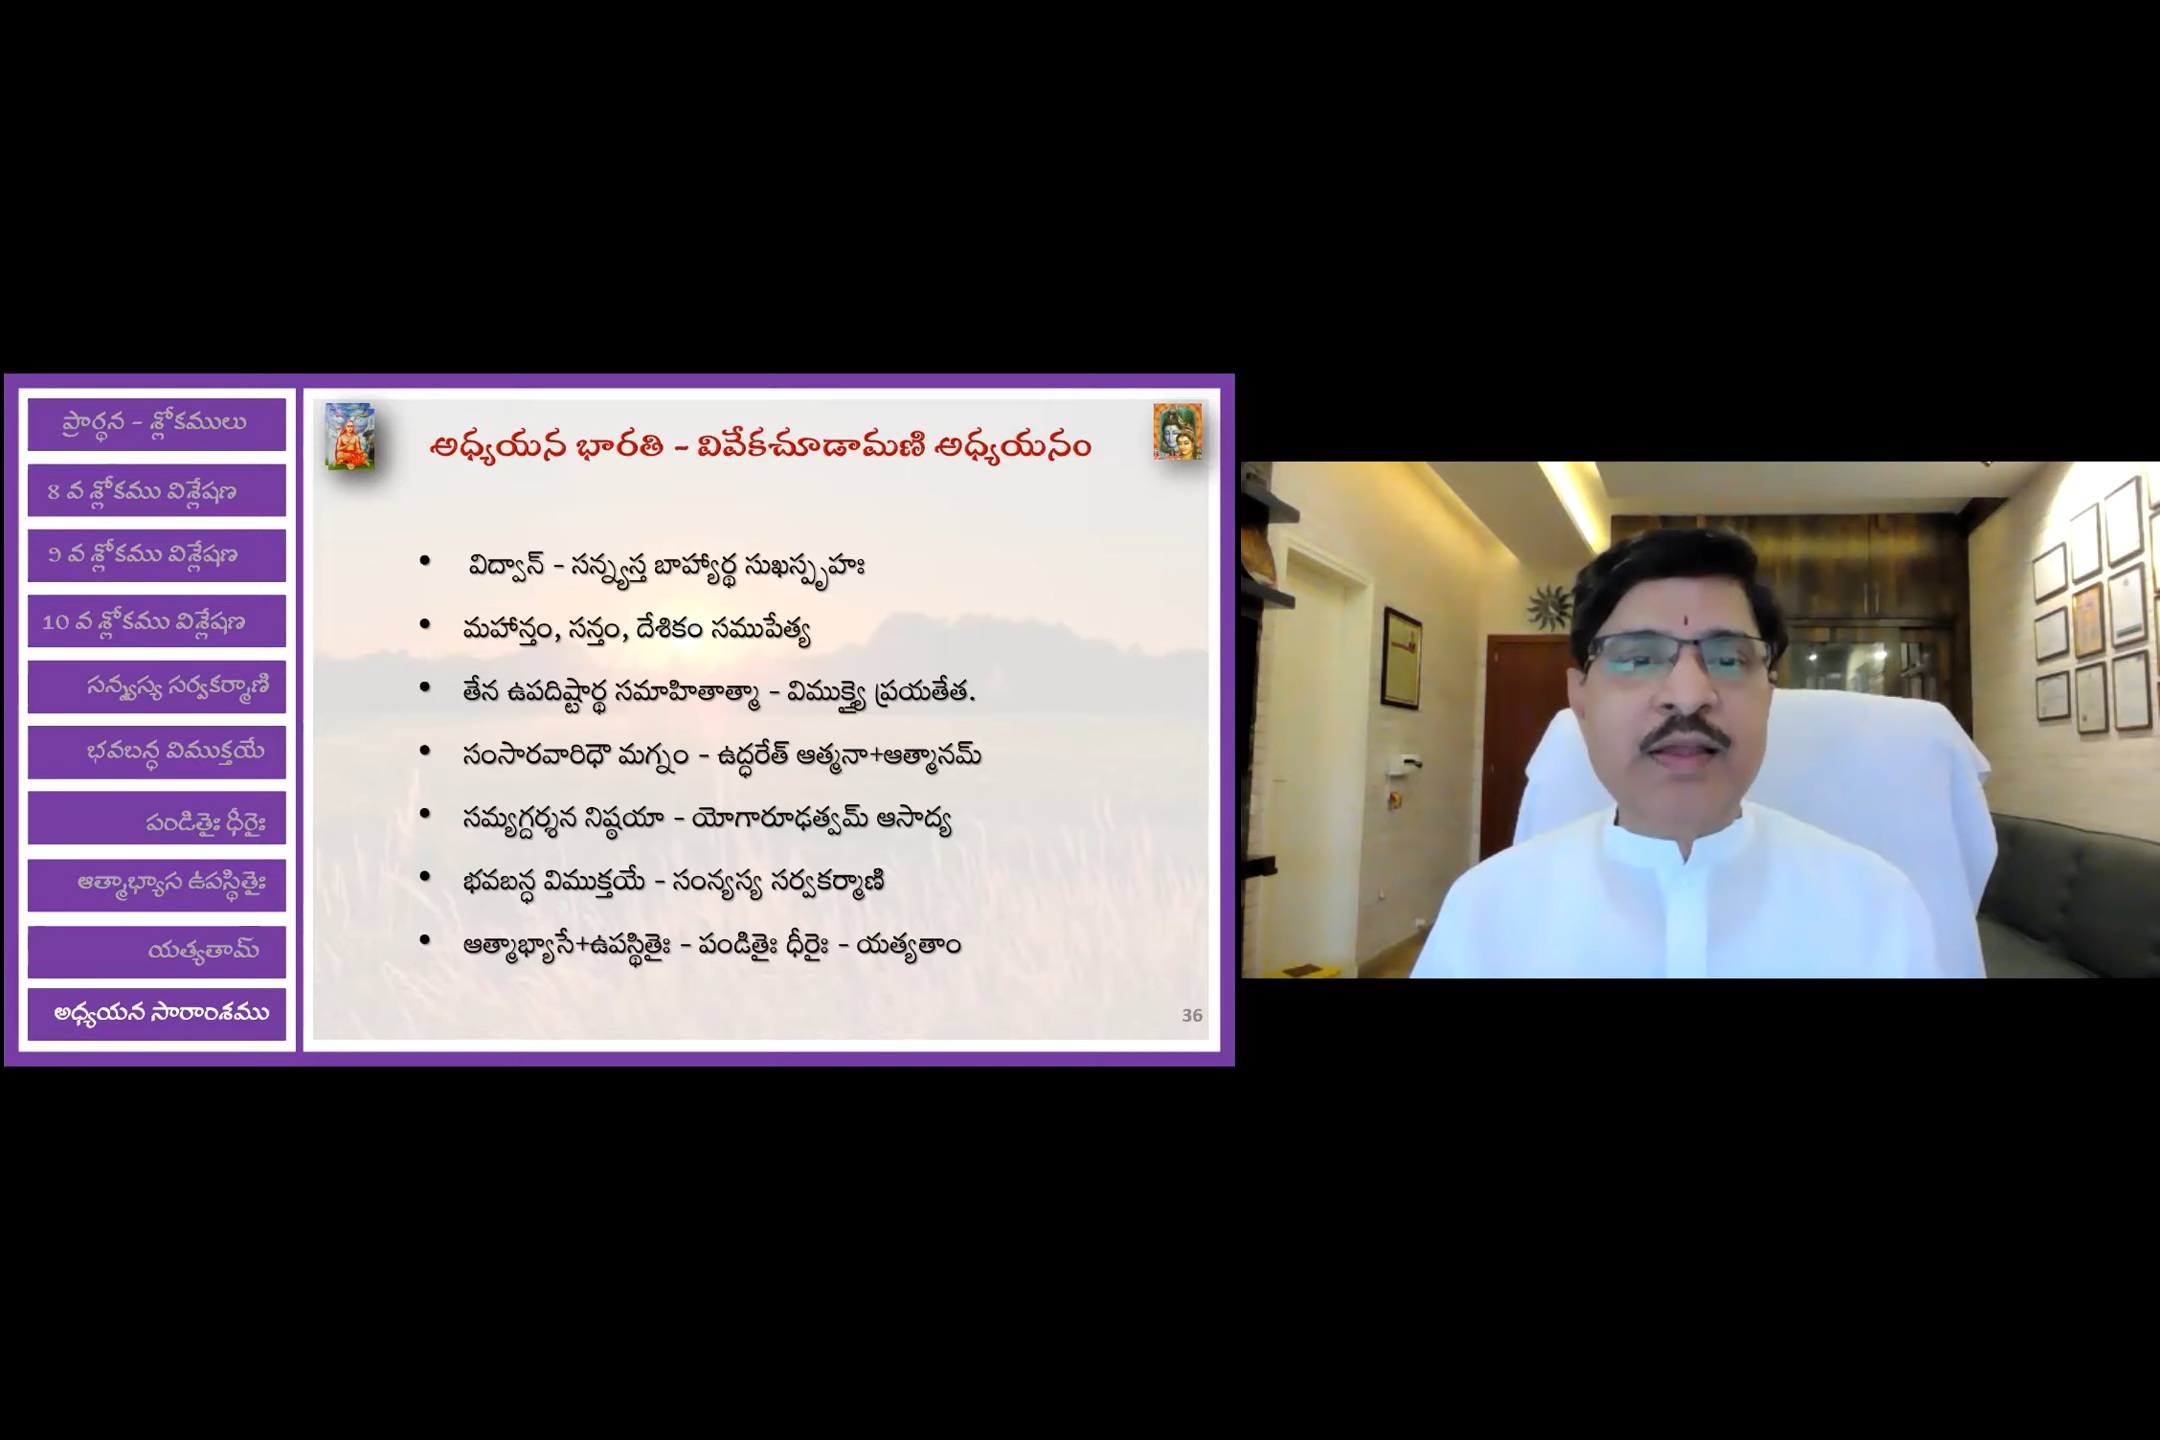 ప్రార్థన - శ్లోకములు
8 వ శ్లోకము విశ్లేషణ
9 వ శ్లోకము విశ్లేషణ
10 వ శ్లోకము విశ్లేషణ
సన్న్యస్య సర్వకర్మాణి
భవబన్ధ విముక్తయే
పండితైః ధీరైః
ఆత్మాభ్యాస ఉపస్థితైః
యత్యతామ్
అధ్యయన సారాంశము
అధ్యయన భారతి - వివేకచూడామణి అధ్యయనం
• విద్వాన్ - సన్న్యస్త బాహ్యార్థ సుఖస్పృహః
• మహాన్తం, సన్తం, దేశికం సముపేత్య
• తేన ఉపదిష్టార్థ సమాహితాత్మా - విముక్త్యై ప్రయతేత.
• సంసారవారిధౌ మగ్నం - ఉద్ధరేత్ ఆత్మనా+ఆత్మానమ్
• సమ్యగ్దర్శన నిష్ఠయా - యోగారూఢత్వమ్ ఆసాద్య
• భవబన్ధ విముక్తయే - సంన్యస్య సర్వకర్మాణి
• ఆత్మాభ్యాసే+ఉపస్థితైః - పండితైః ధీరైః - యత్యతాం
36